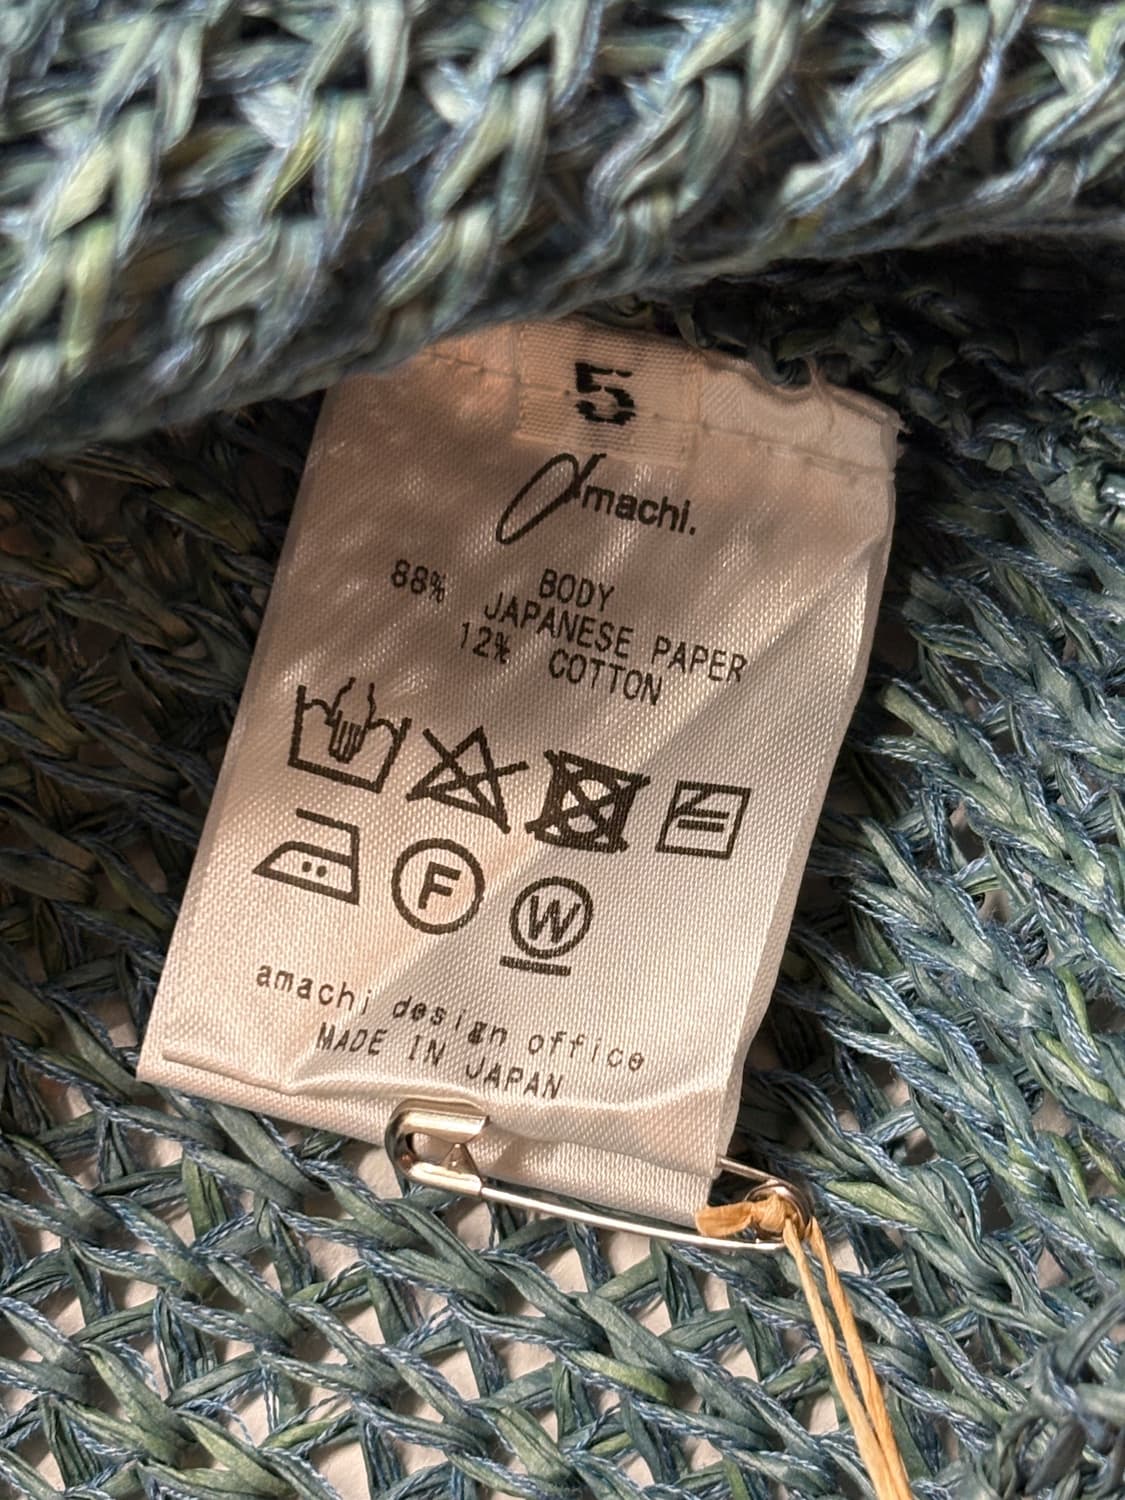 5
amachi.
BODY
88% JAPANESE PAPER
12% COTTON
F
W
amachi design office
MADE IN JAPAN